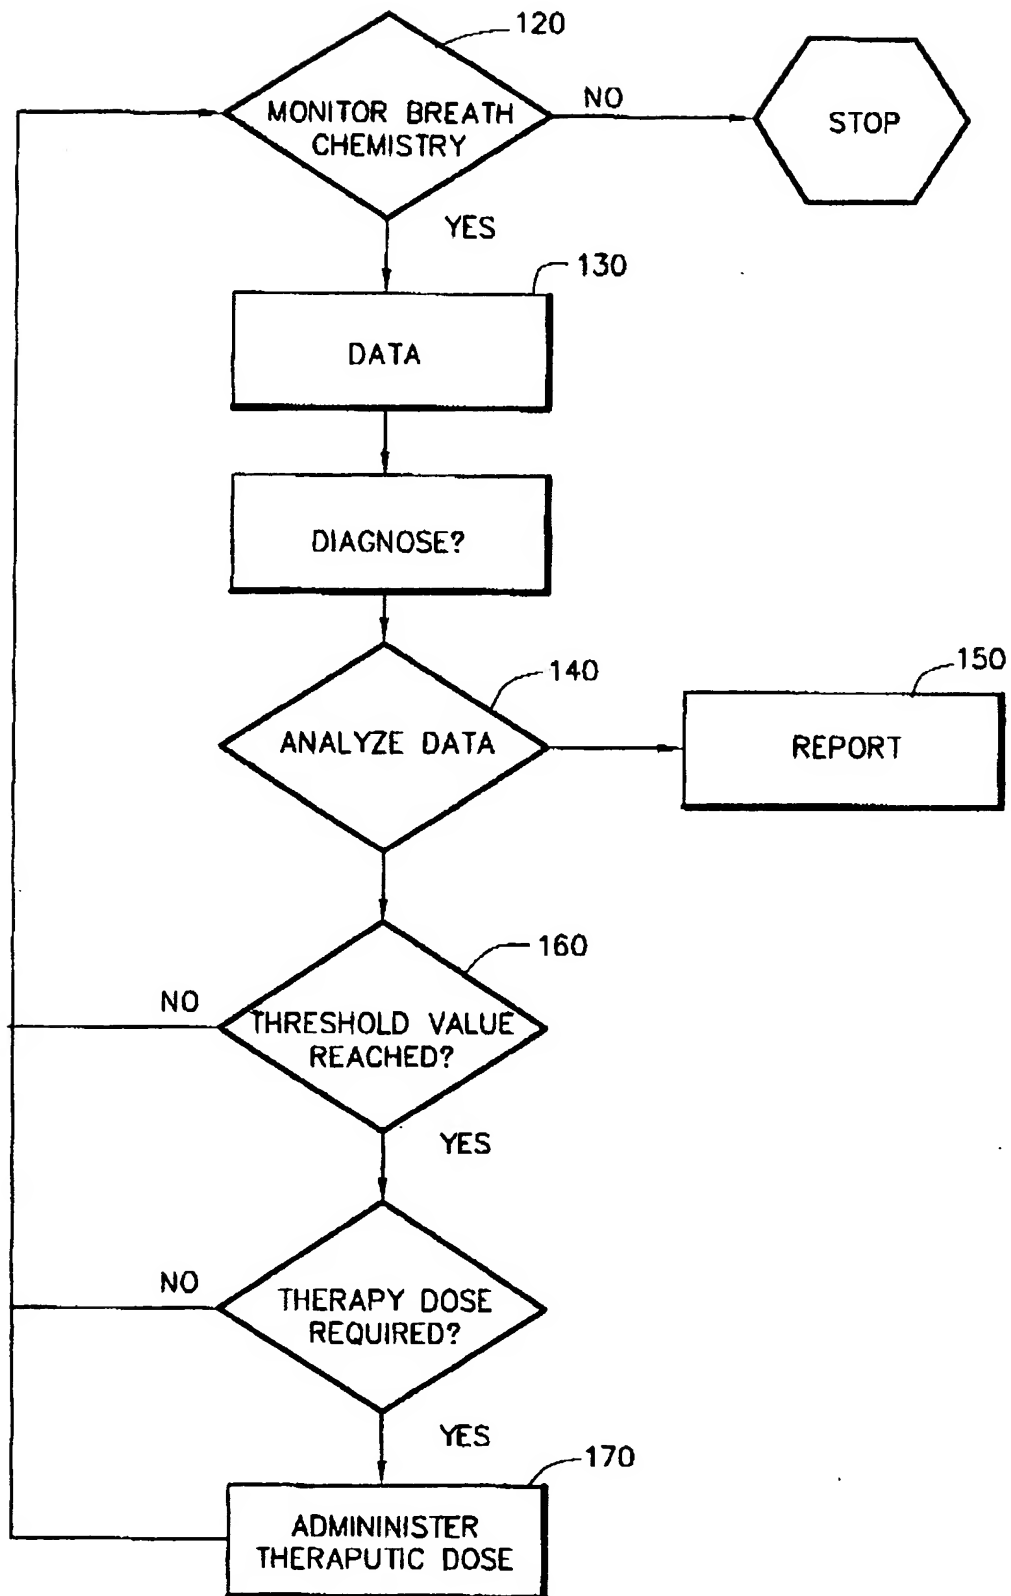 120
MONITOR BREATH
CHEMISTRY
NO
STOP
YES
130
DATA
DIAGNOSE?
140
ANALYZE DATA
150
REPORT
160
NO
THRESHOLD VALUE
REACHED?
YES
NO
THERAPY DOSE
REQUIRED?
YES
170
ADMININISTER
THERAPUTIC DOSE